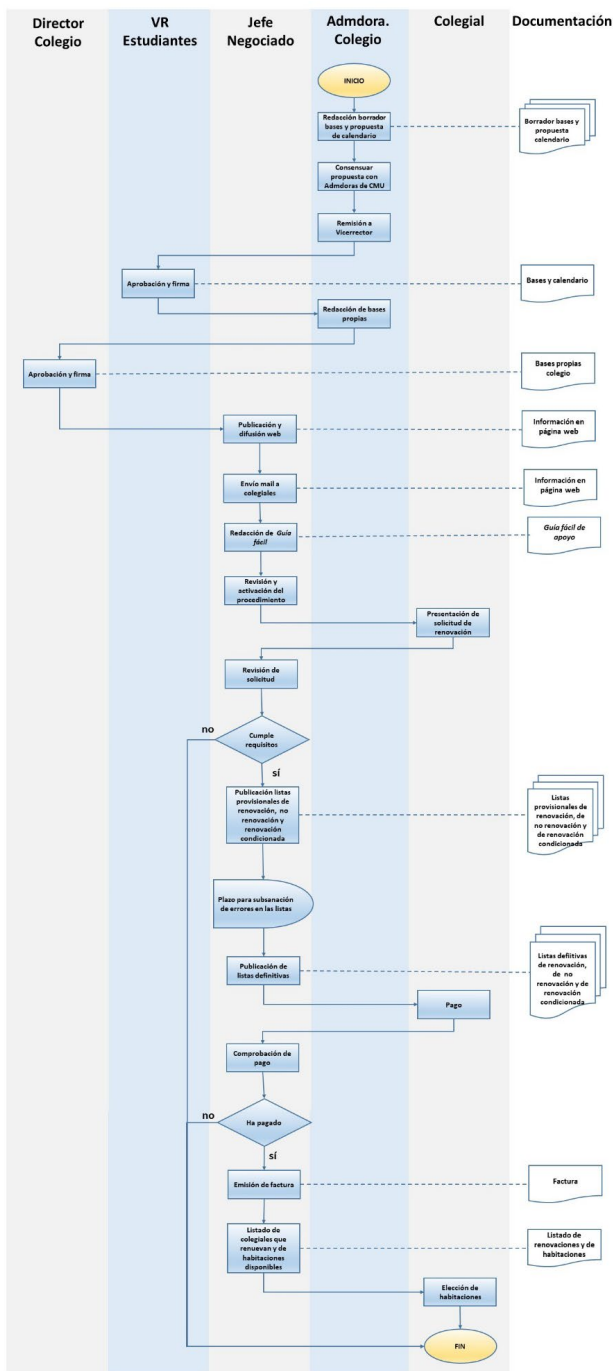 Director
Colegio
VR
Estudiantes
Jefe
Negociado
Admdora.
Colegio
Colegial
Documentación
INICIO
Redacción borrador
bases y propuesta
de calendario
Borrador bases y
propuesta
calendario
Consensuar
propuesta con
Admdoras de CMU
Remisión a
Vicerrector
Aprobación y firma
Bases y calendario
Redacción de bases
propias
Aprobación y firma
Bases propias
colegio
Publicación y
difusión web
Información en
página web
Envío mail a
colegiales
Información en
página web
Redacción de Guía
fácil
Guía fácil de
apoyo
Revisión y
activación del
procedimiento
Presentación de
solicitud de
renovación
Revisión de
solicitud
no
Cumple
requisitos
sí
Publicación listas
provisionales de
renovación, no
renovación y
renovación
condicionada
Listas
provisionales de
renovación, de
no renovación y
de renovación
condicionada
Plazo para subsanación
de errores en las listas
Publicación de
listas definitivas
Listas defiitivas
de renovación,
de no
renovación y de
renovación
condicionada
Pago
Comprobación de
pago
no
Ha pagado
sí
Emisión de factura
Factura
Listado de
colegiales que
renuevan y de
habitaciones
disponibles
Listado de
renovaciones y de
habitaciones
Elección de
habitaciones
FIN